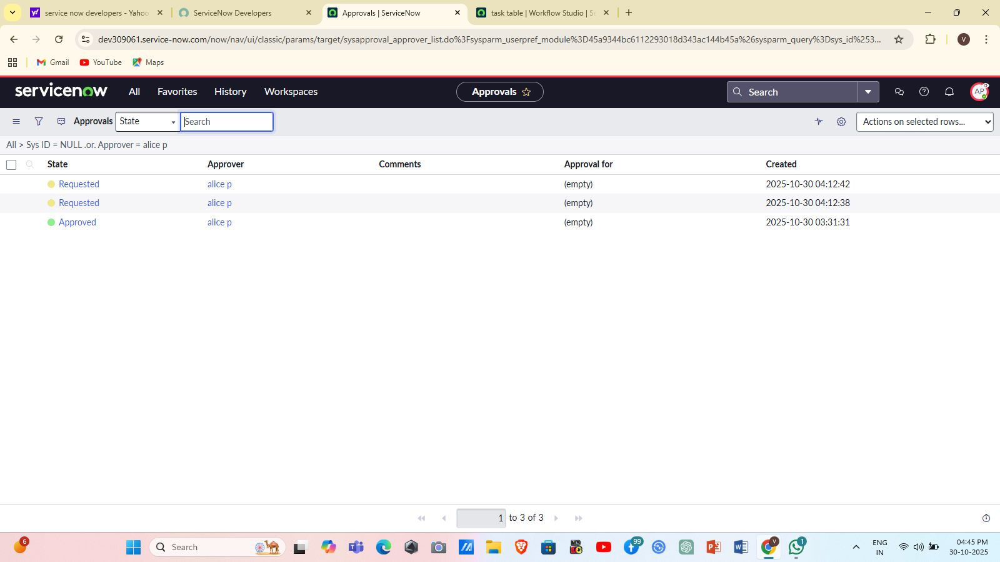 service now developers - Yahoo
ServiceNow Developers
Approvals | ServiceNow
task table | Workflow Studio | Se
dev309061.service-now.com/now/nav/ui/classic/params/target/sysapproval_approver_list.do%3Fsysparm_userpref_module%3D45a9344bc6112293018d343ac144b45a%26sysparm_query%3Dsys_id%253...
V
Gmail
YouTube
Maps
servicenow
All
Favorites
History
Workspaces
Approvals
Search
AP
Approvals
State
Search
Actions on selected rows...
All > Sys ID = NULL .or. Approver = alice p
State Approver Comments Approval for Created
Requested alice p (empty) 2025-10-30 04:12:42
Requested alice p (empty) 2025-10-30 04:12:38
Approved alice p (empty) 2025-10-30 03:31:31
1 to 3 of 3
6
Search
99
V
1
ENG
IN
04:45 PM
30-10-2025